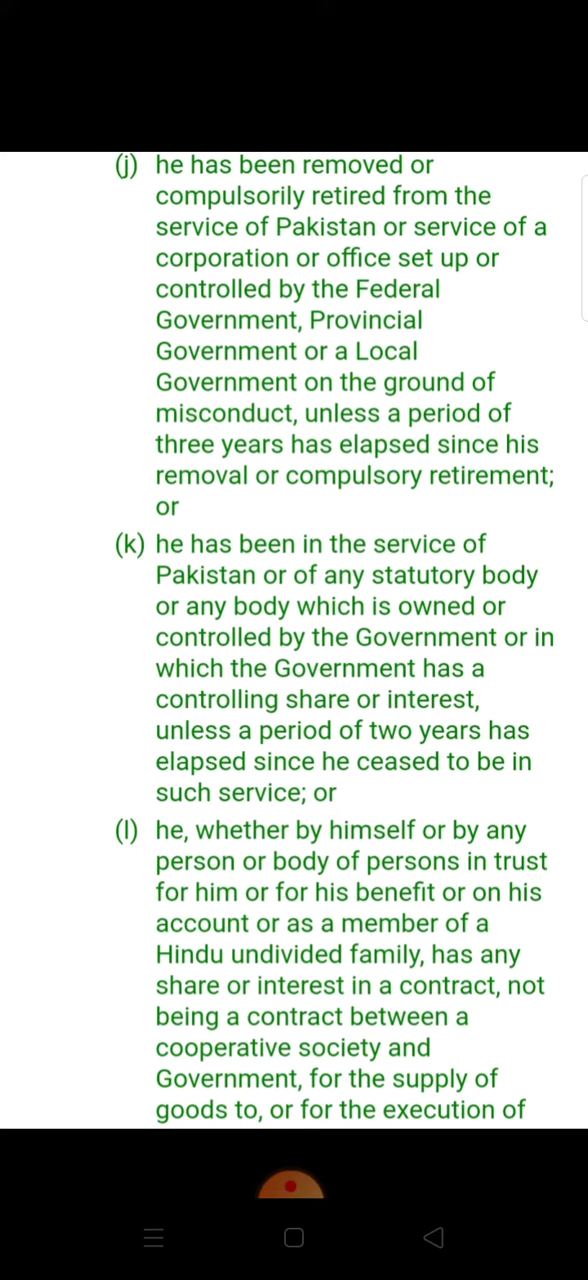 (j) he has been removed or
compulsorily retired from the
service of Pakistan or service of a
corporation or office set up or
controlled by the Federal
Government, Provincial
Government or a Local
Government on the ground of
misconduct, unless a period of
three years has elapsed since his
removal or compulsory retirement;
or
(k) he has been in the service of
Pakistan or of any statutory body
or any body which is owned or
controlled by the Government or in
which the Government has a
controlling share or interest,
unless a period of two years has
elapsed since he ceased to be in
such service; or
(l) he, whether by himself or by any
person or body of persons in trust
for him or for his benefit or on his
account or as a member of a
Hindu undivided family, has any
share or interest in a contract, not
being a contract between a
cooperative society and
Government, for the supply of
goods to, or for the execution of